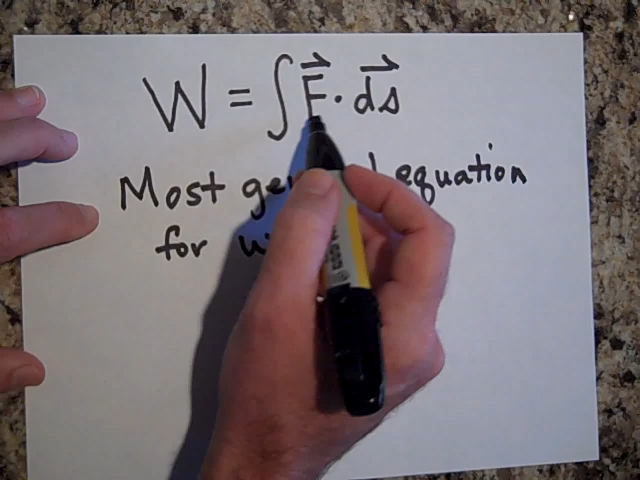 W = ∫ F⃗ · ds⃗
Most equation
for